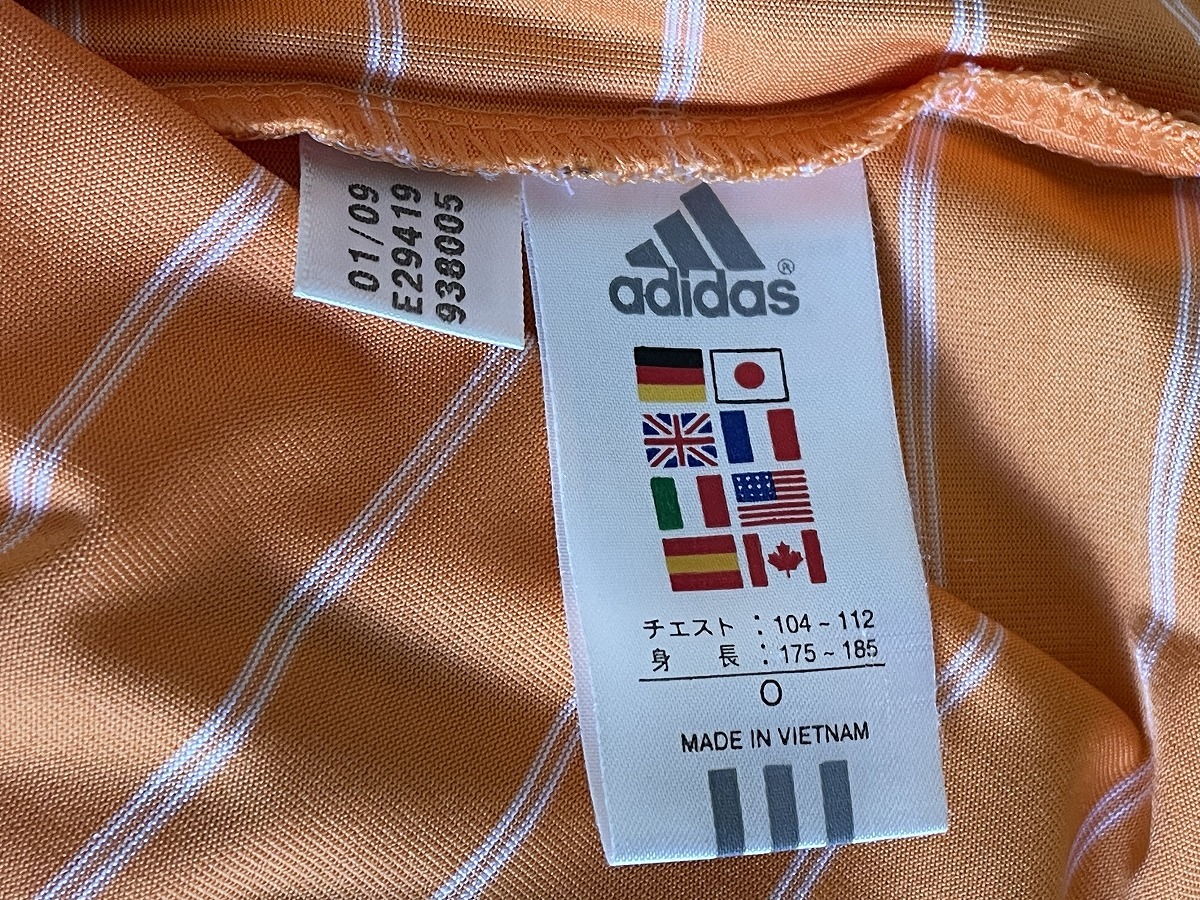 01/09
E29419
938005
adidas®
チェスト : 104 ~ 112
身 長 : 175 ~ 185
O
MADE IN VIETNAM